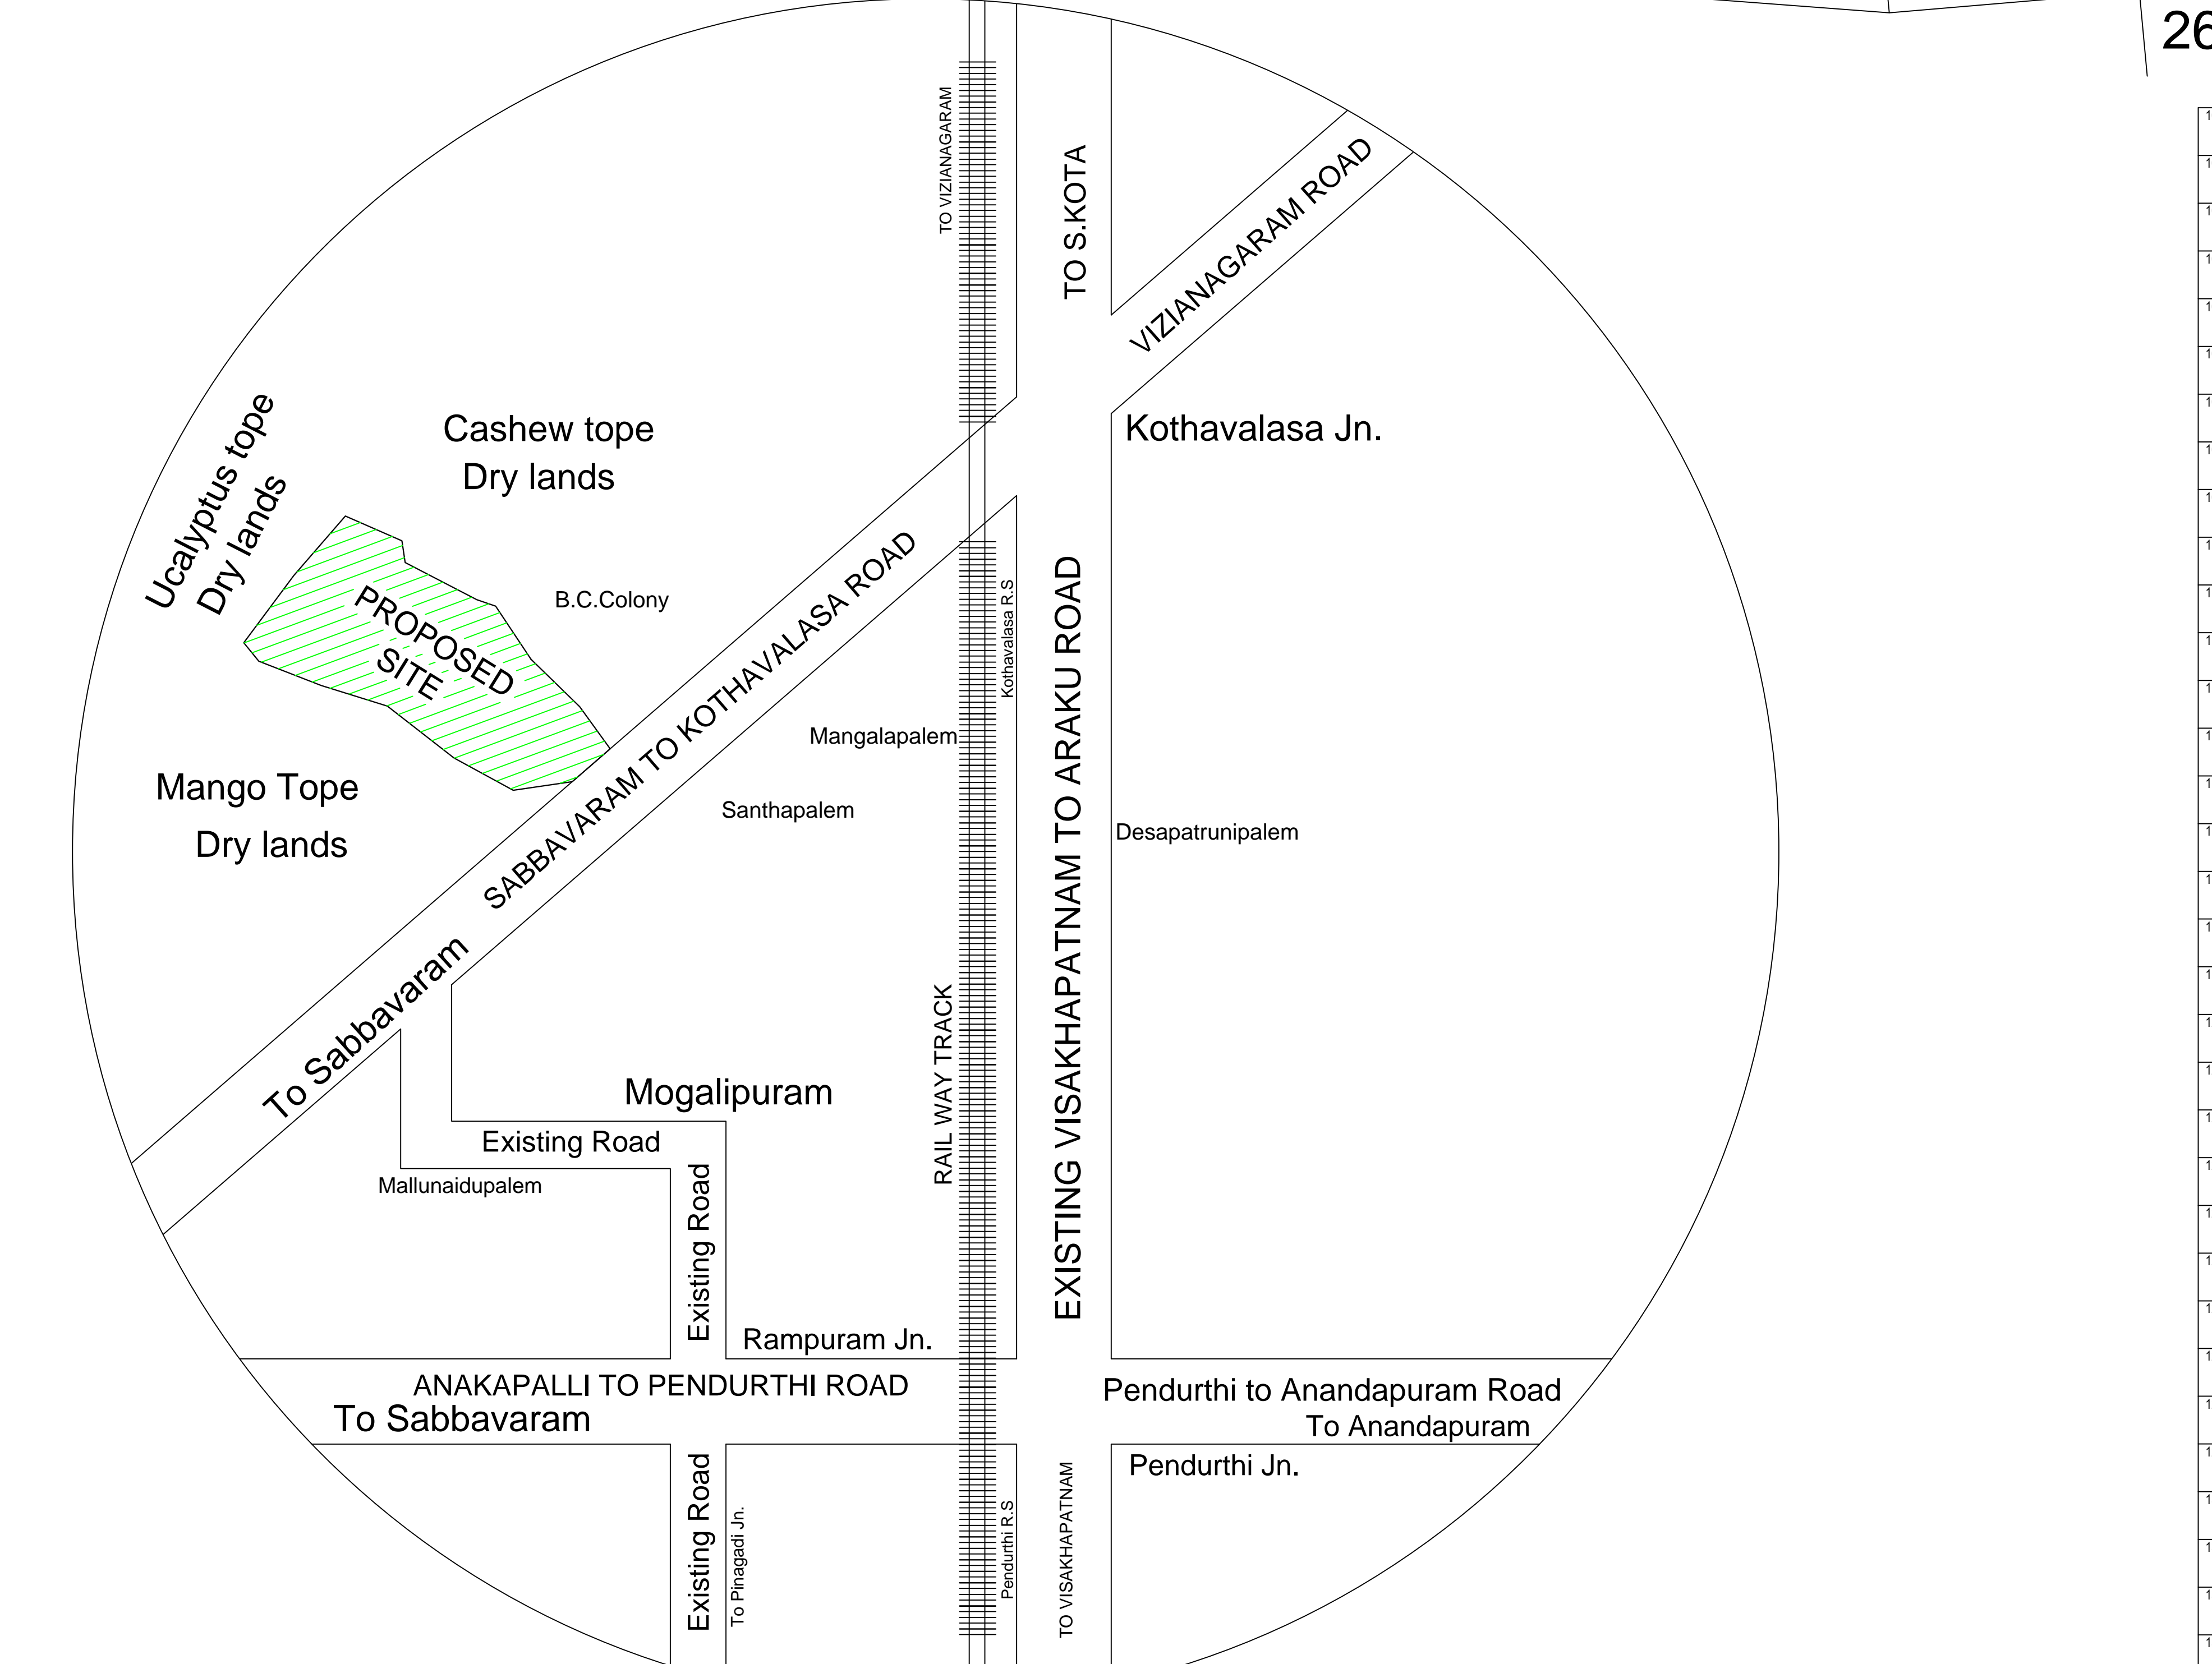 26
TO VIZIANAGARAM
TO S.KOTA
VIZIANAGARAM ROAD
Ucalyptus tope
Dry lands
Cashew tope
Dry lands
Kothavalasa Jn.
PROPOSED
SITE
B.C.Colony
SABBAVARAM TO KOTHAVALASA ROAD
Kothavalasa R.S
EXISTING VISAKHAPATNAM TO ARAKU ROAD
Mangalapalem
Santhapalem
Desapatrunipalem
Mango Tope
Dry lands
To Sabbavaram
RAIL WAY TRACK
Mogalipuram
Existing Road
Mallunaidupalem
Existing Road
Rampuram Jn.
ANAKAPALLI TO PENDURTHI ROAD
To Sabbavaram
Pendurthi to Anandapuram Road
To Anandapuram
Pendurthi Jn.
Existing Road
To Pinagadi Jn.
Pendurthi R.S
TO VISAKHAPATNAM